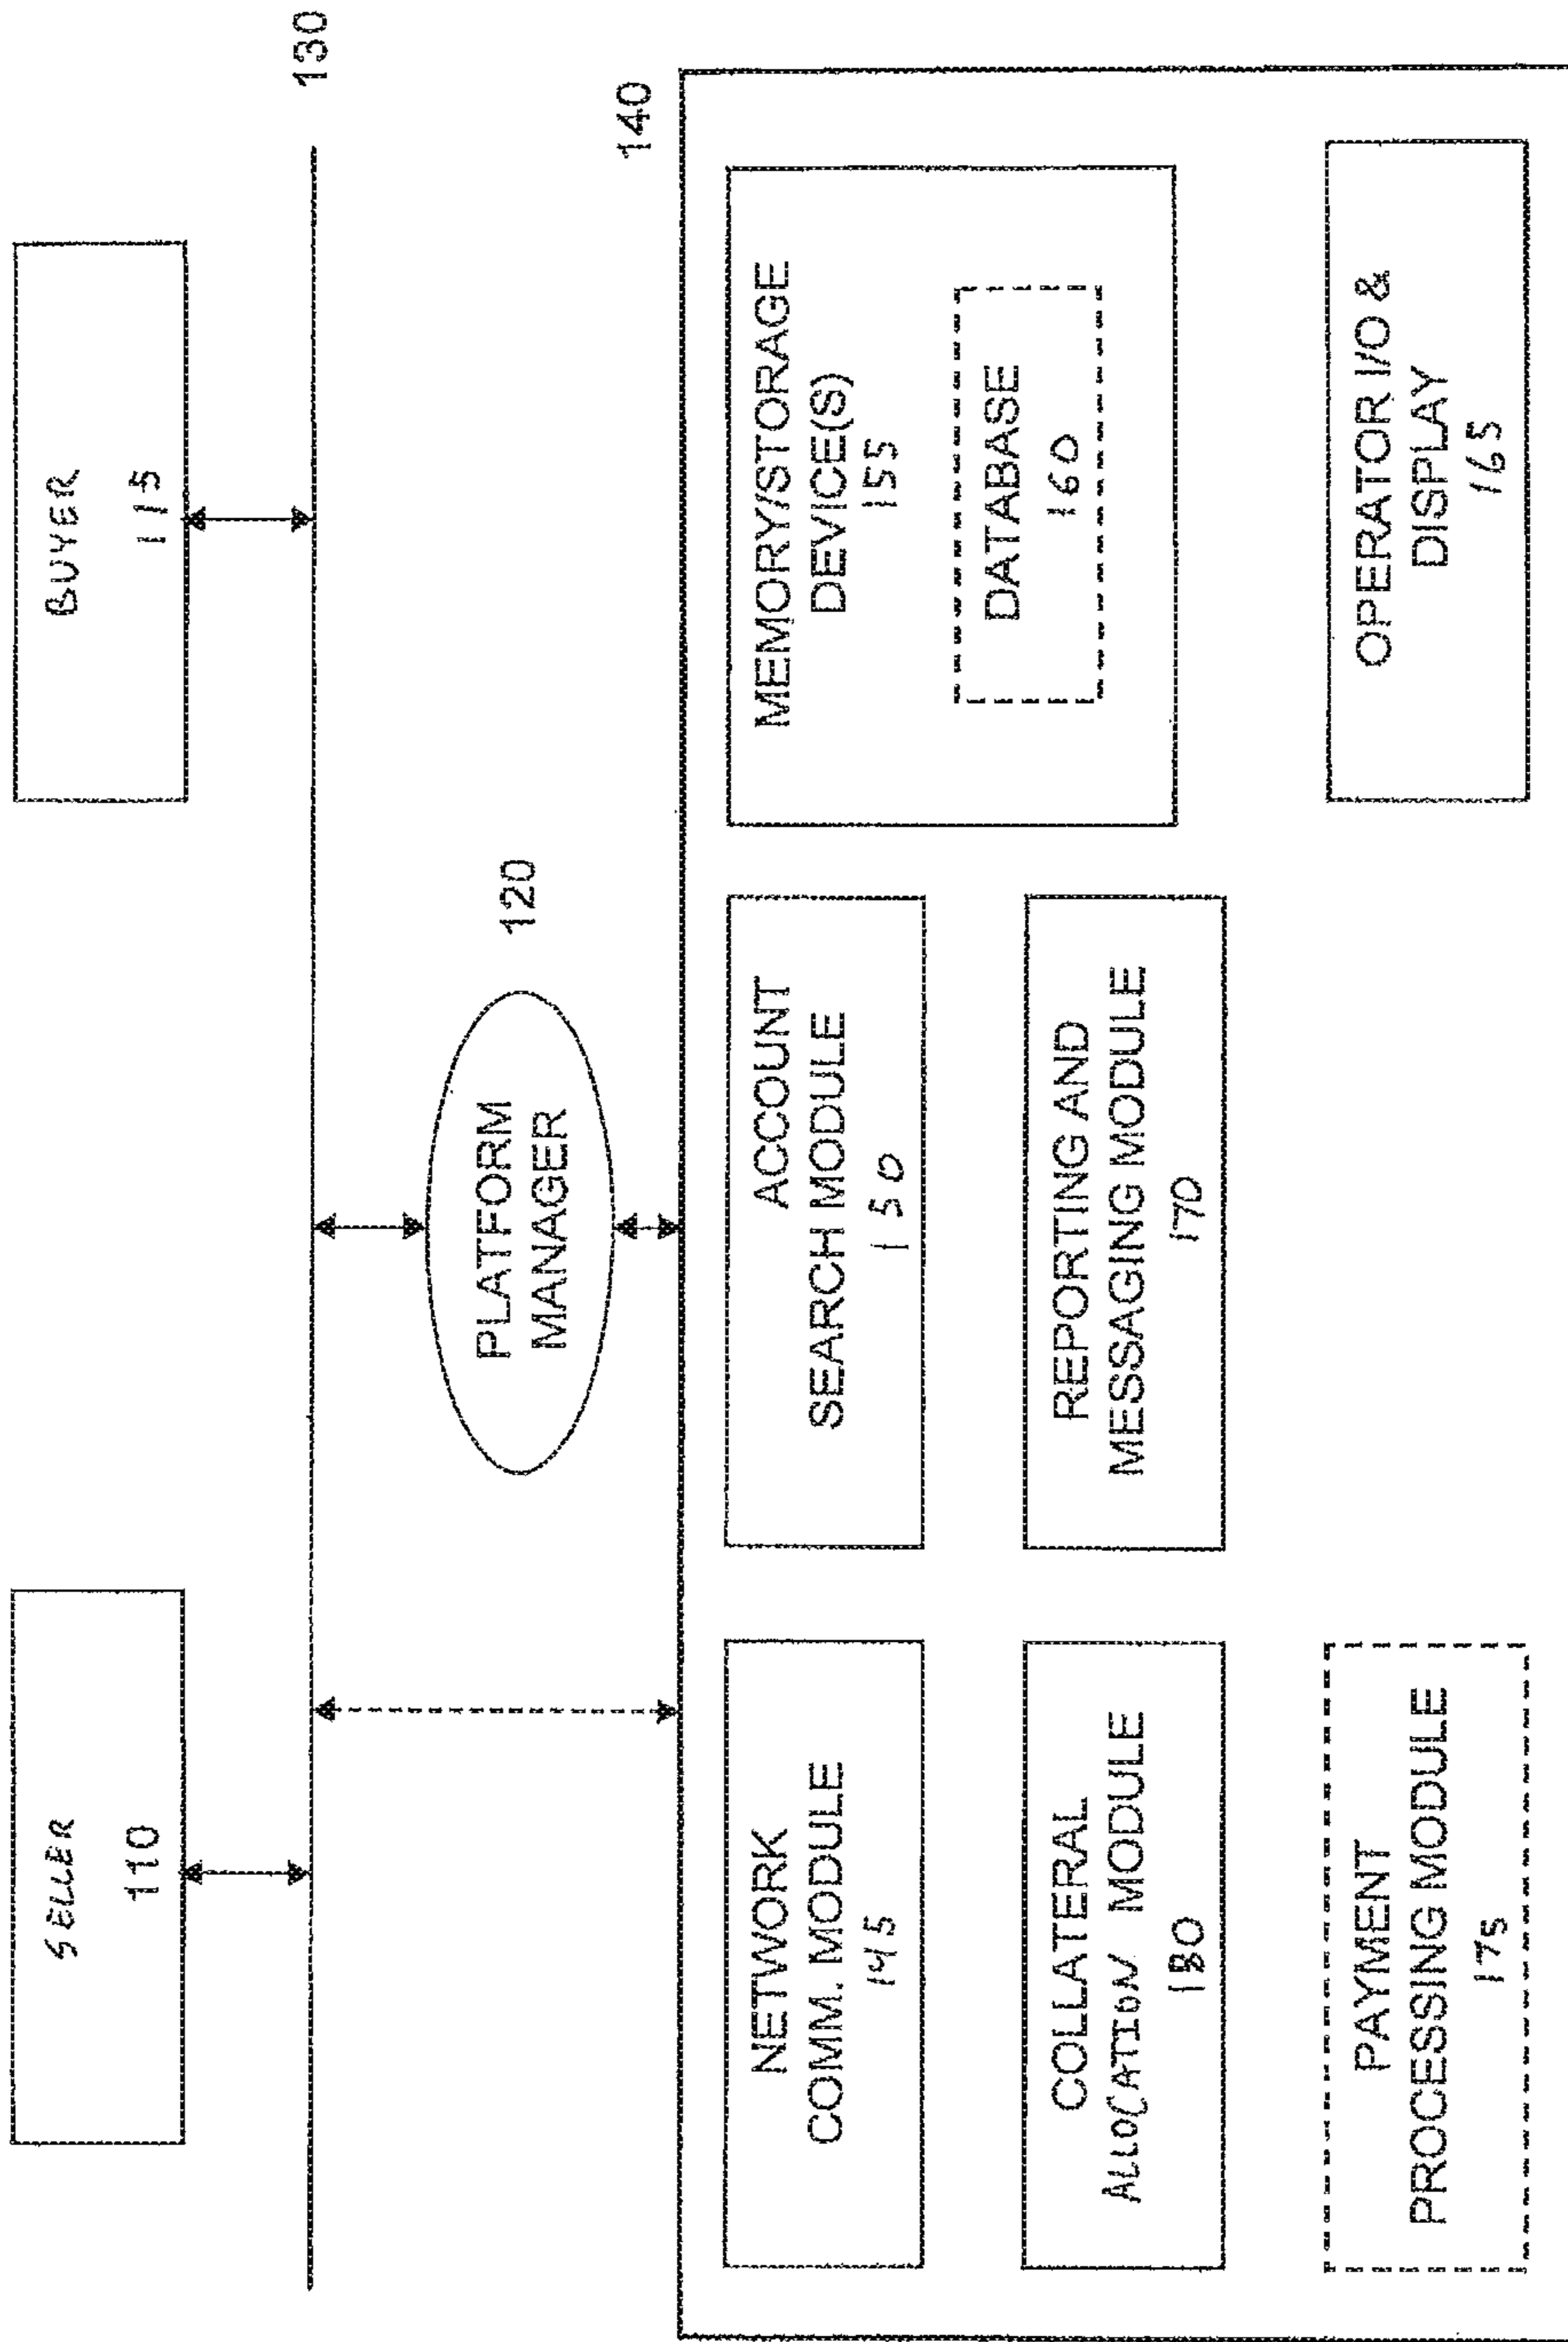 SELLER
110
BUYER
115
130
PLATFORM
MANAGER
120
140
NETWORK
COMM. MODULE
145
ACCOUNT
SEARCH MODULE
150
MEMORY/STORAGE
DEVICE(S)
155
DATABASE
160
COLLATERAL
ALLOCATION MODULE
180
REPORTING AND
MESSAGING MODULE
170
PAYMENT
PROCESSING MODULE
175
OPERATOR I/O &
DISPLAY
165